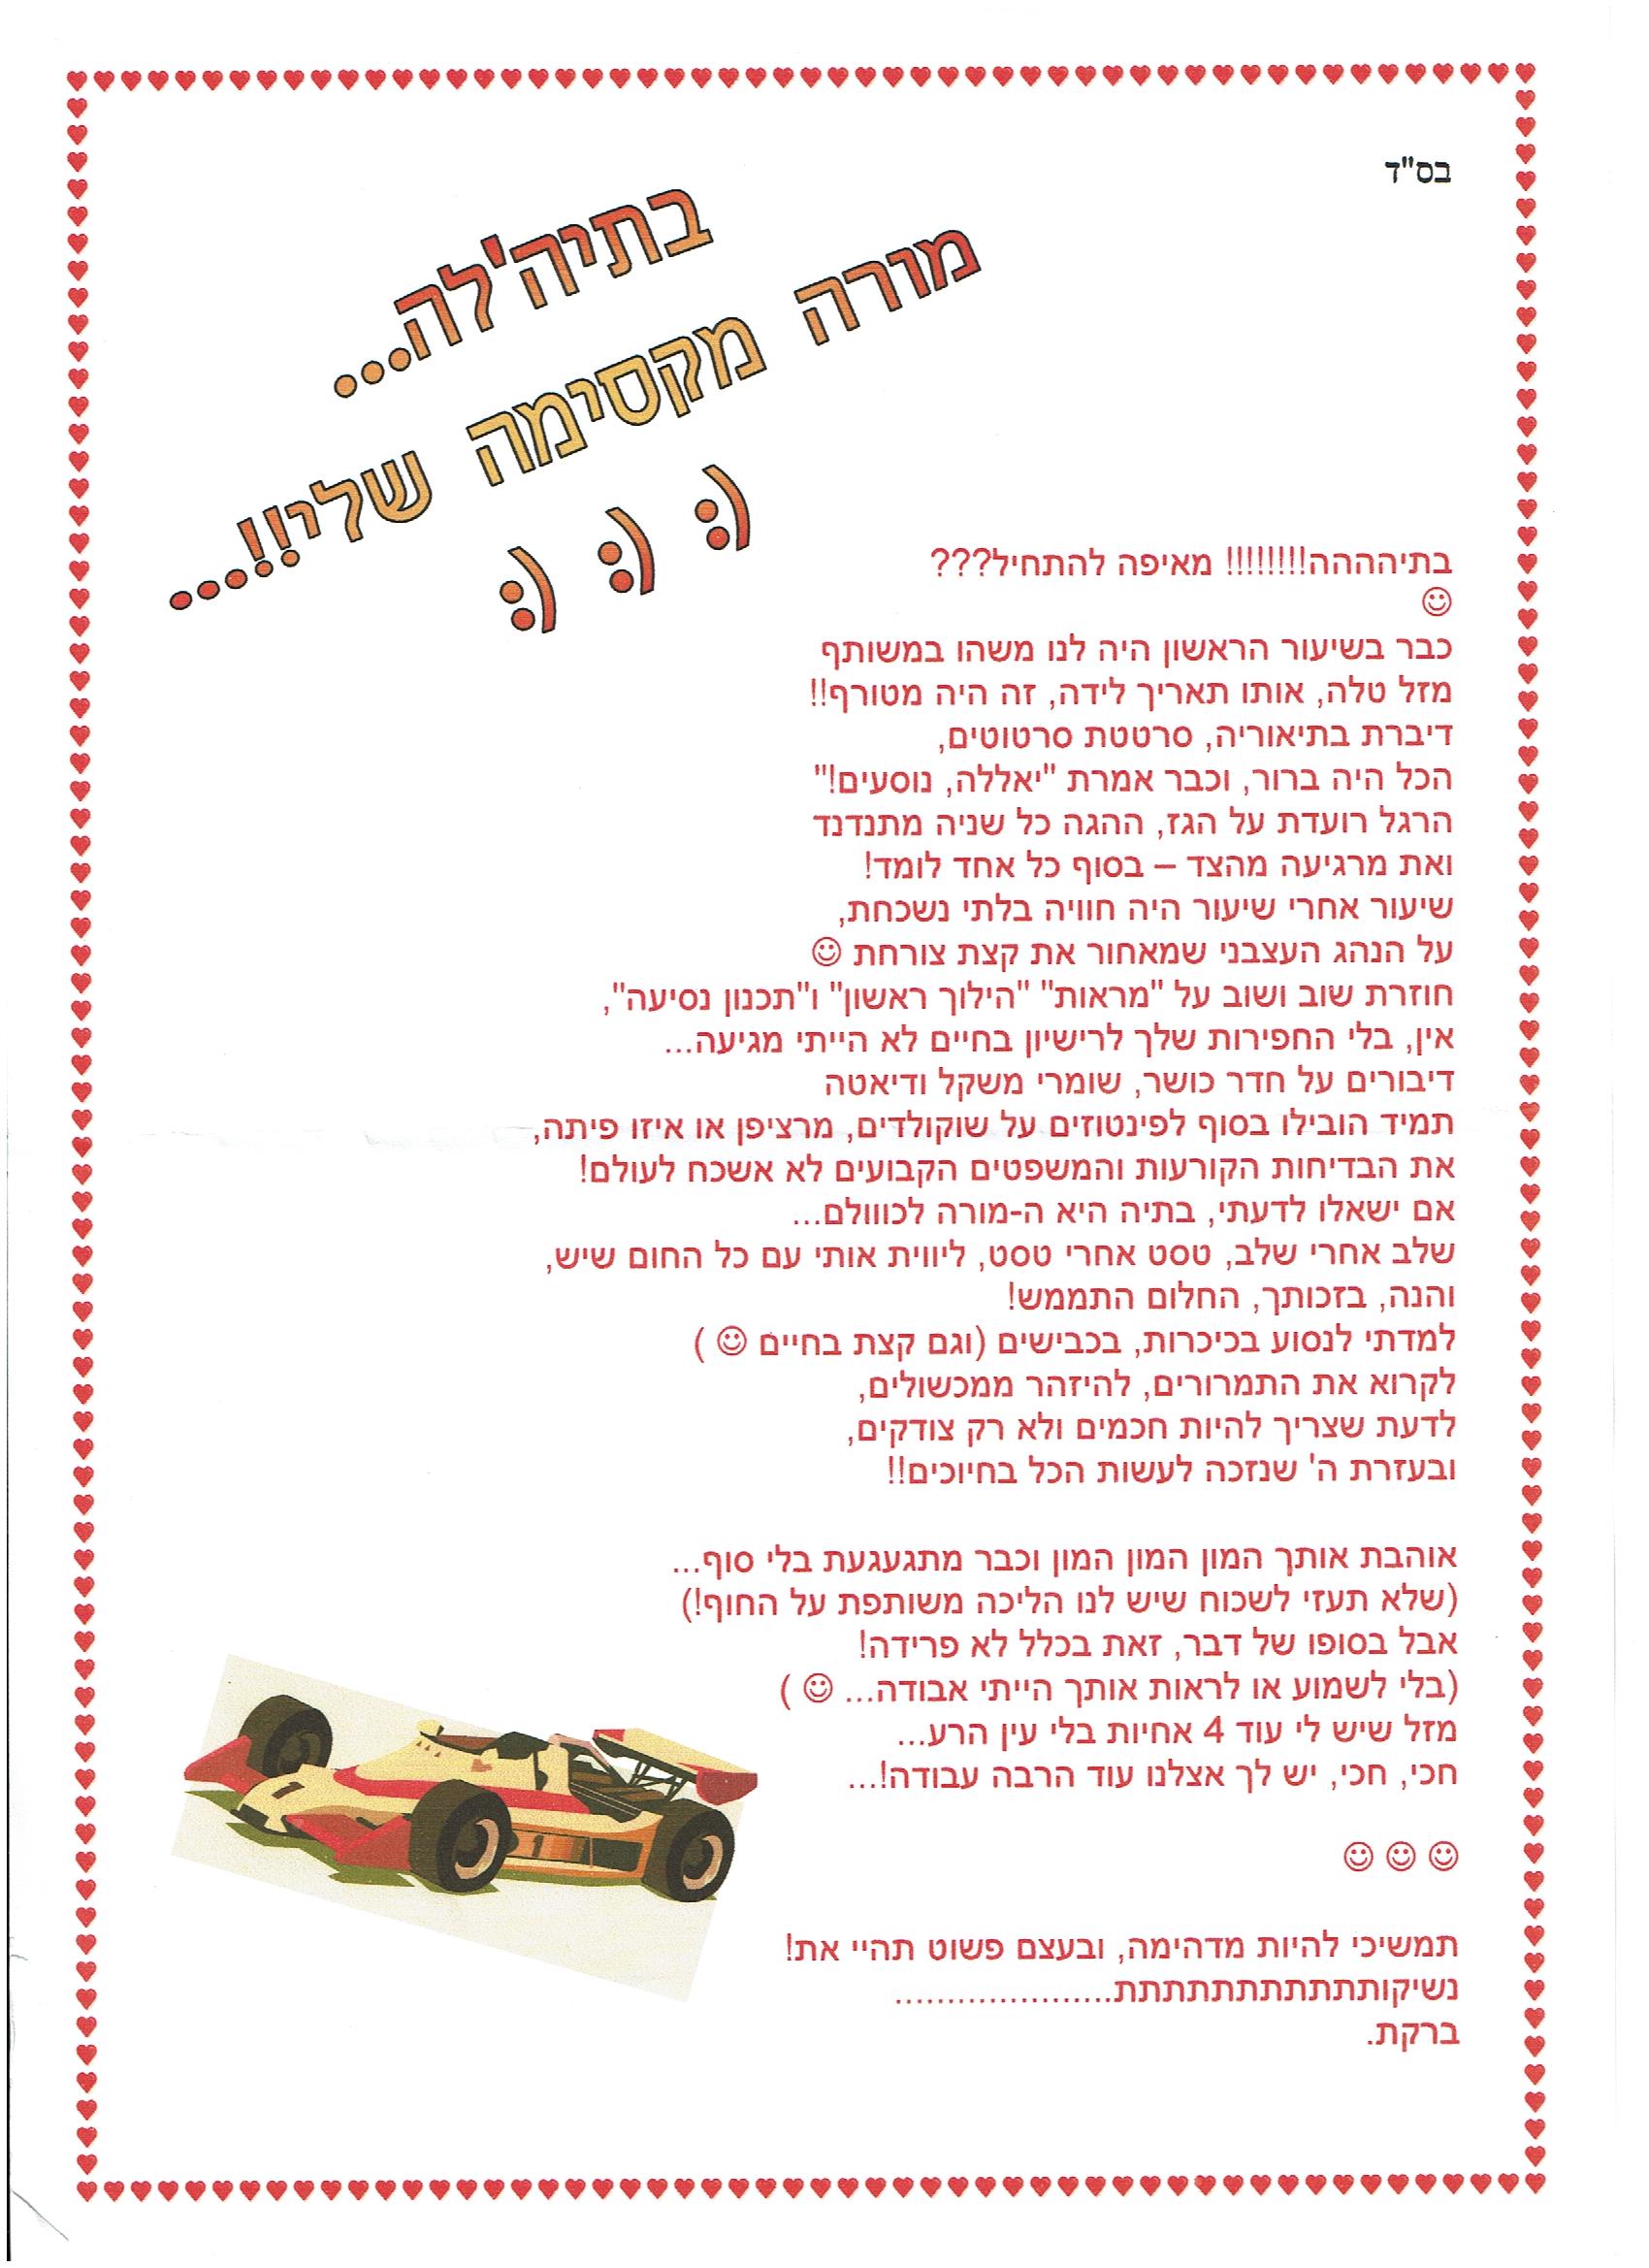 בס"ד
בתיה'לה...
מורה מקסימה שלי!!...
:) :) :)
בתיהההה!!!!!!!! מאיפה להתחיל???
☺
כבר בשיעור הראשון היה לנו משהו במשותף
מזל טלה, אותו תאריך לידה, זה היה מטורף!!
דיברת בתיאוריה, סרטטת סרטוטים,
הכל היה ברור, וכבר אמרת "יאללה, נוסעים!"
הרגל רועדת על הגז, ההגה כל שניה מתנדנד
ואת מרגיעה מהצד – בסוף כל אחד לומד!
שיעור אחרי שיעור היה חוויה בלתי נשכחת,
על הנהג העצבני שמאחור את קצת צורחת ☺
חוזרת שוב ושוב על "מראות" "הילוך ראשון" ו"תכנון נסיעה",
אין, בלי החפירות שלך לרישיון בחיים לא הייתי מגיעה...
דיבורים על חדר כושר, שומרי משקל ודיאטה
תמיד הובילו בסוף לפינטוזים על שוקולדים, מרציפן או איזו פיתה,
את הבדיחות הקורעות והמשפטים הקבועים לא אשכח לעולם!
אם ישאלו לדעתי, בתיה היא ה-מורה לכווולם...
שלב אחרי שלב, טסט אחרי טסט, ליווית אותי עם כל החום שיש,
והנה, בזכותך, החלום התממש!
למדתי לנסוע בכיכרות, בכבישים (וגם קצת בחיים ☺ )
לקרוא את התמרורים, להיזהר ממכשולים,
לדעת שצריך להיות חכמים ולא רק צודקים,
ובעזרת ה' שנזכה לעשות הכל בחיוכים!!
אוהבת אותך המון המון המון וכבר מתגעגעת בלי סוף...
(שלא תעזי לשכוח שיש לנו הליכה משותפת על החוף!)
אבל בסופו של דבר, זאת בכלל לא פרידה!
(בלי לשמוע או לראות אותך הייתי אבודה... ☺ )
מזל שיש לי עוד 4 אחיות בלי עין הרע...
חכי, חכי, יש לך אצלנו עוד הרבה עבודה!...
☺ ☺ ☺
תמשיכי להיות מדהימה, ובעצם פשוט תהיי את!
נשיקותתתתתתתתתתתת.....................
ברקת.
1